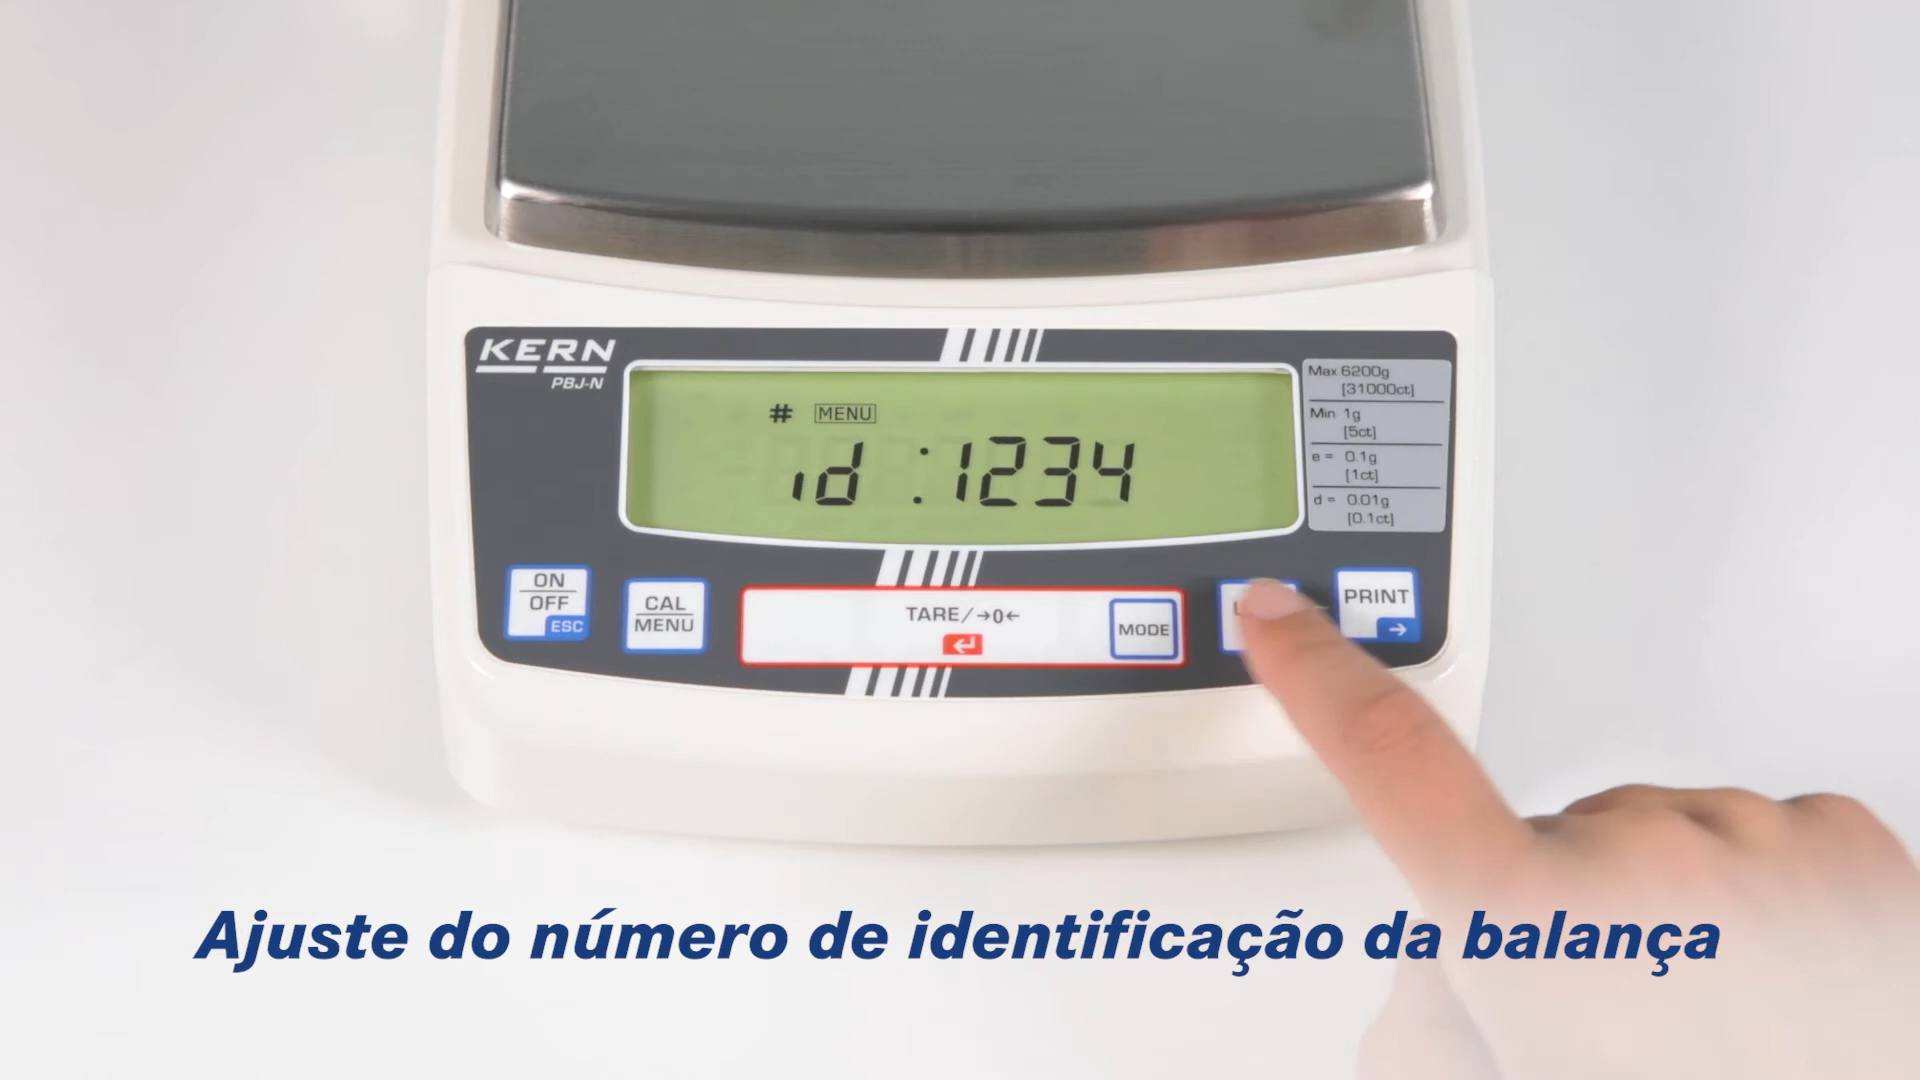 KERN
PBJ-N
Max 6200g
[31000ct]
Min 1g
[5ct]
e = 0.1g
[1ct]
d = 0.01g
[0.1ct]
# MENU
id :1234
ON
OFF
ESC
CAL
MENU
TARE/→0←
MODE
PRINT
Ajuste do número de identificação da balança